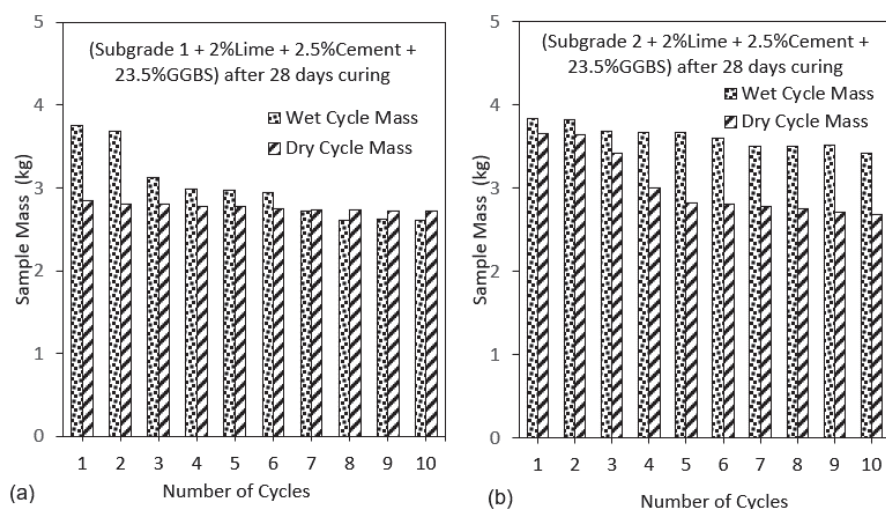 5
(Subgrade 1 + 2%Lime + 2.5%Cement +
23.5%GGBS) after 28 days curing
Wet Cycle Mass
Dry Cycle Mass
4
3
2
1
0
Sample Mass (kg)
1 2 3 4 5 6 7 8 9 10
(a)
Number of Cycles
5
(Subgrade 2 + 2%Lime + 2.5%Cement +
23.5%GGBS) after 28 days curing
Wet Cycle Mass
Dry Cycle Mass
4
3
2
1
0
Sample Mass (kg)
1 2 3 4 5 6 7 8 9 10
(b)
Number of Cycles